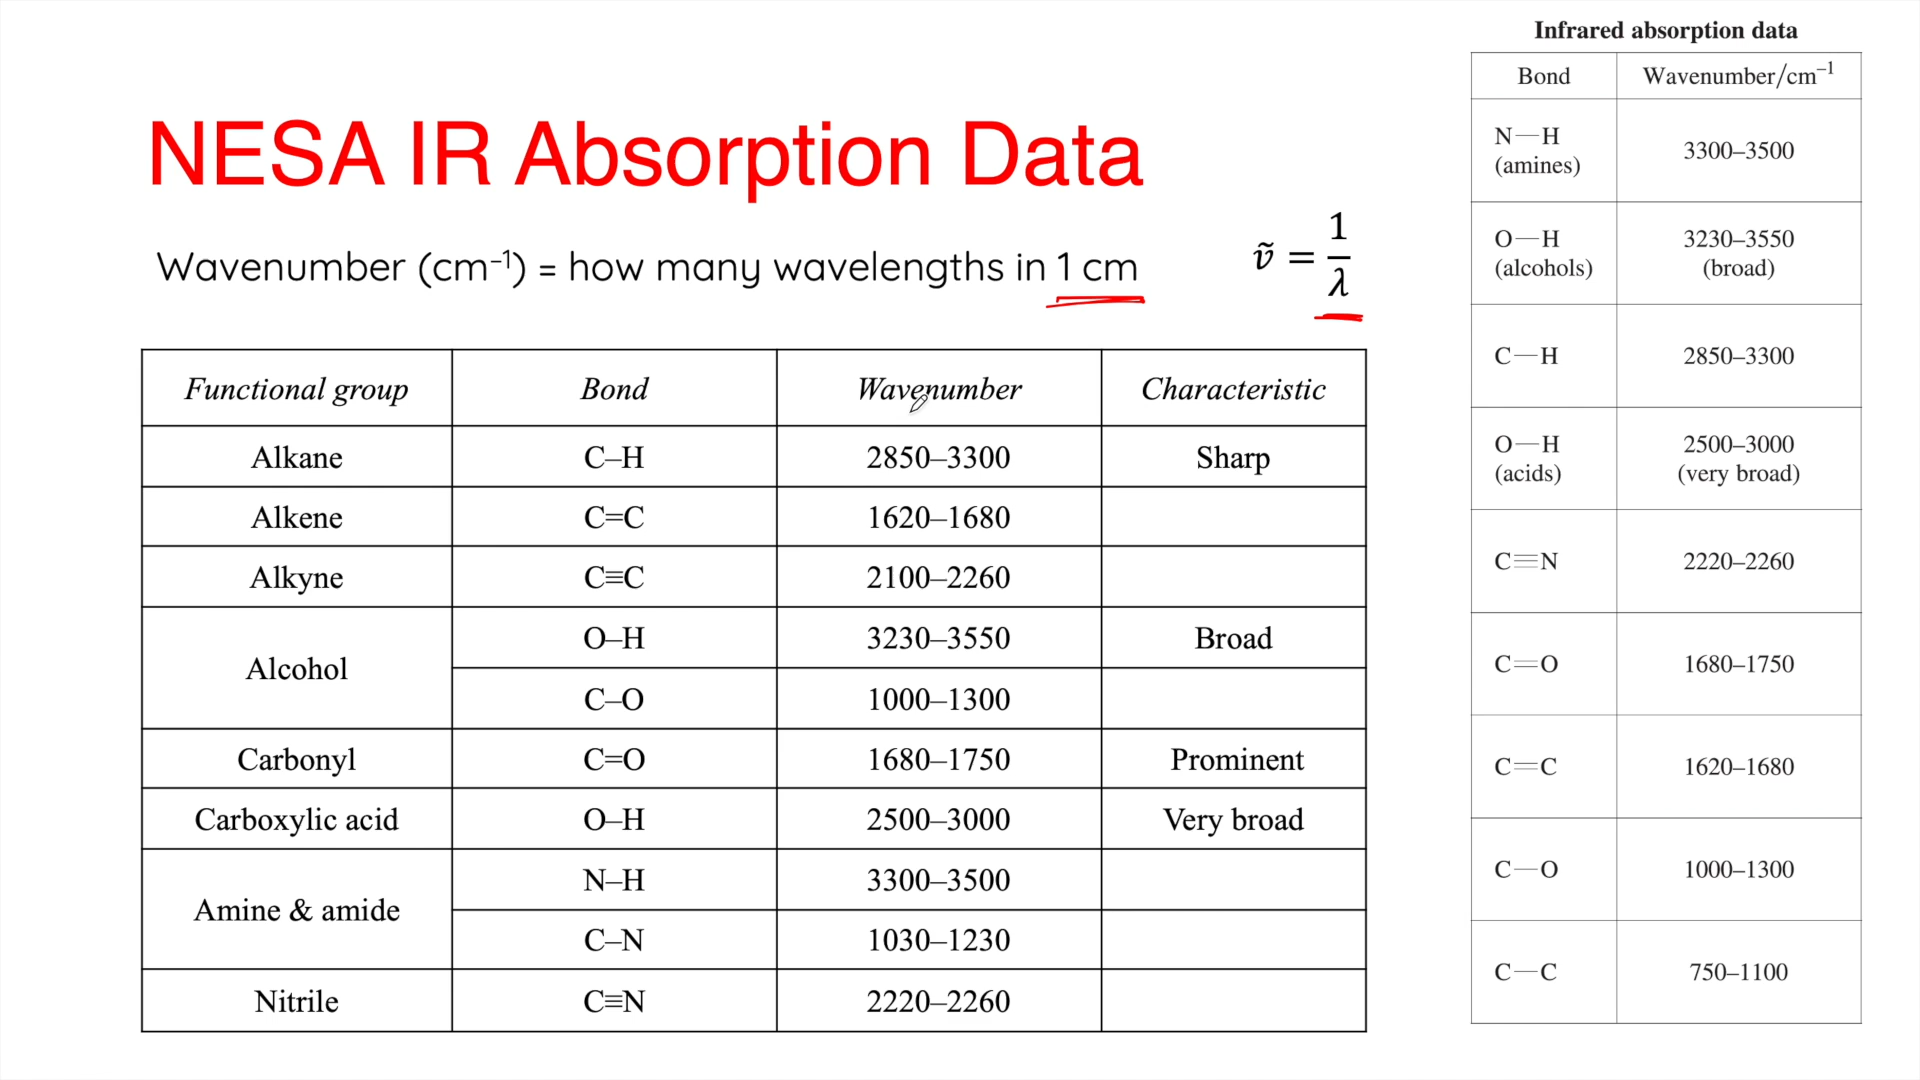 NESA IR Absorption Data
Wavenumber (cm⁻¹) = how many wavelengths in 1 cm
ṽ = 1/λ
Functional group Bond Wavenumber Characteristic
Alkane C–H 2850–3300 Sharp
Alkene C=C 1620–1680
Alkyne C≡C 2100–2260
Alcohol O–H 3230–3550 Broad
C–O 1000–1300
Carbonyl C=O 1680–1750 Prominent
Carboxylic acid O–H 2500–3000 Very broad
Amine & amide N–H 3300–3500
C–N 1030–1230
Nitrile C≡N 2220–2260
Infrared absorption data
Bond Wavenumber/cm⁻¹
N—H
(amines)
3300–3500
O—H
(alcohols)
3230–3550
(broad)
C—H 2850–3300
O—H
(acids)
2500–3000
(very broad)
C≡N 2220–2260
C=O 1680–1750
C=C 1620–1680
C—O 1000–1300
C—C 750–1100